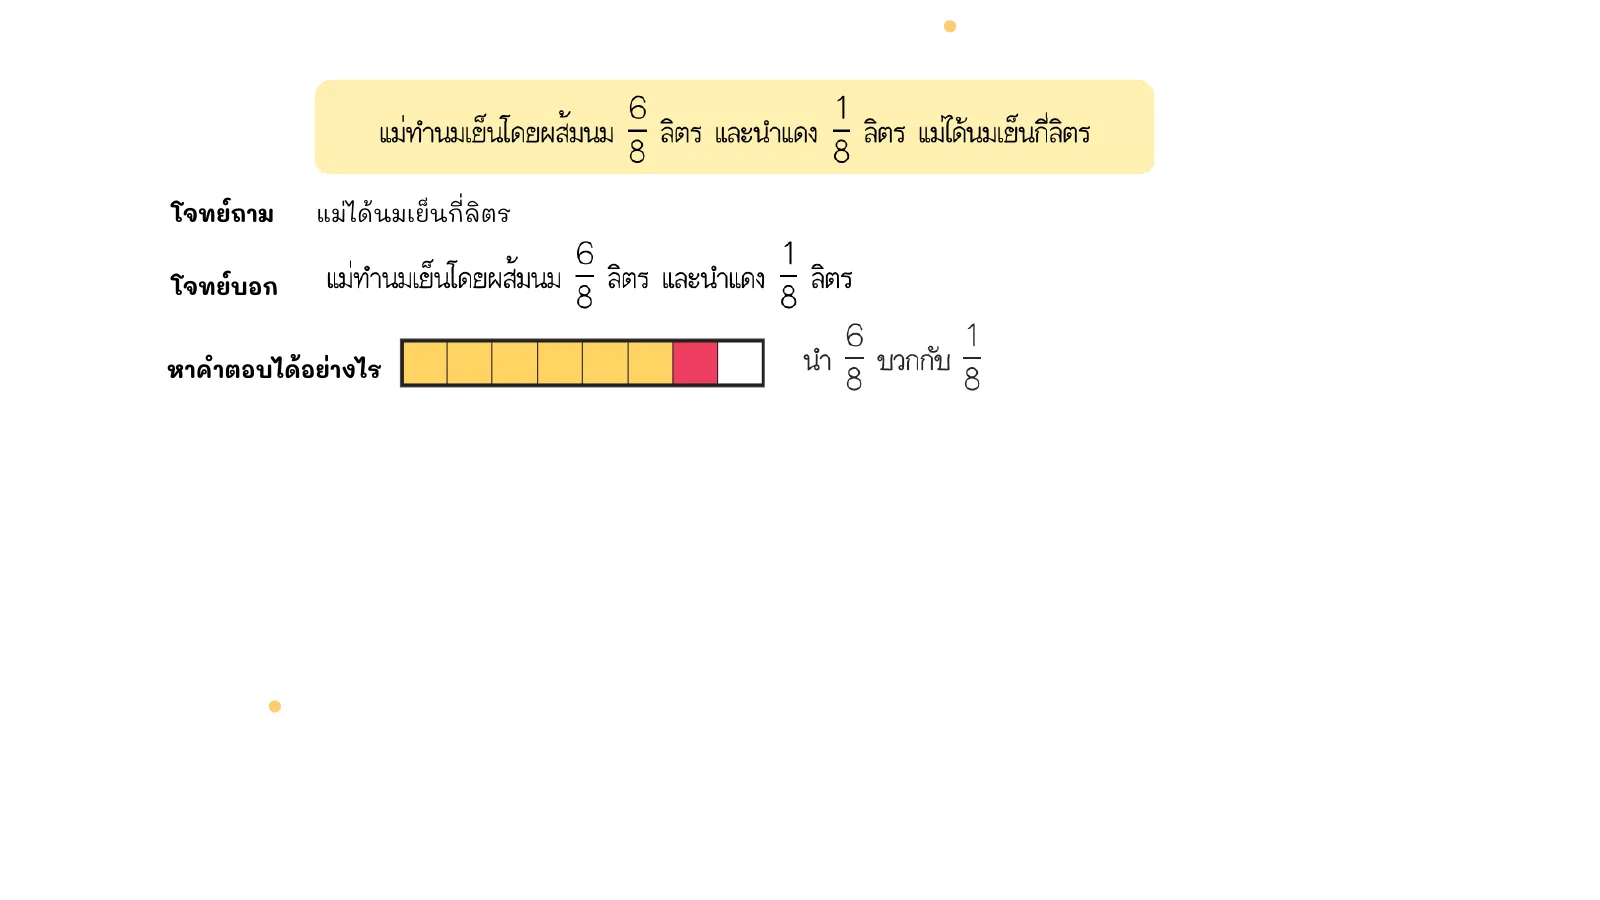 แม่ทำนมเย็นโดยผส้มนม 6/8 ลิตร และนำแดง 1/8 ลิตร แม่ได้นมเย็นกี่ลิตร
โจทย์ถาม แม่ได้นมเย็นกี่ลิตร
โจทย์บอก แม่ทำนมเย็นโดยผส้มนม 6/8 ลิตร และนำแดง 1/8 ลิตร
หาคำตอบได้อย่างไร นำ 6/8 บวกกับ 1/8